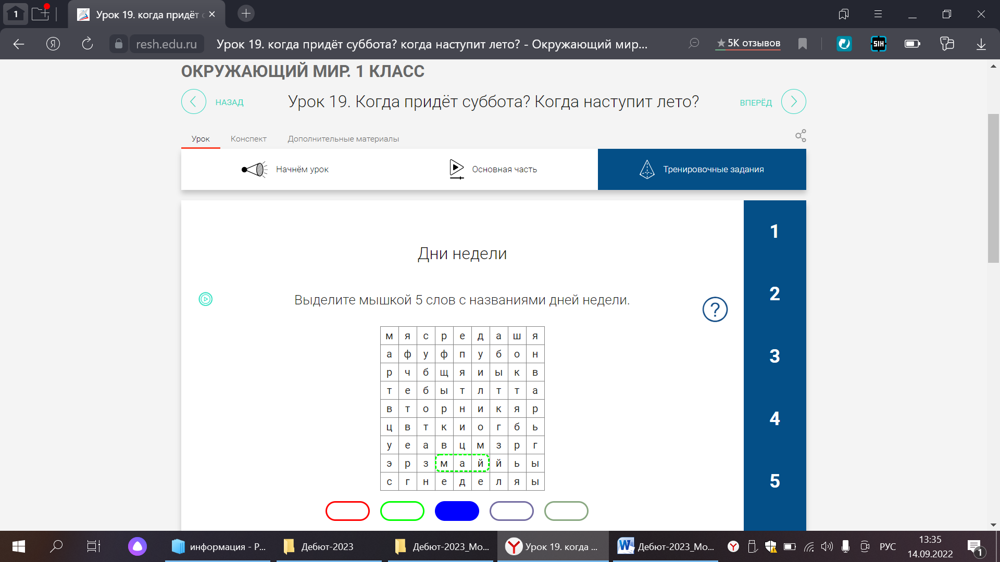 1
Урок 19. когда придёт с
resh.edu.ru
Урок 19. когда придёт суббота? когда наступит лето? - Окружающий мир...
★5К отзывов
SIH
ОКРУЖАЮЩИЙ МИР. 1 КЛАСС
НАЗАД
Урок 19. Когда придёт суббота? Когда наступит лето?
ВПЕРЁД
Урок Конспект Дополнительные материалы
Начнём урок
Основная часть
Тренировочные задания
Дни недели
Выделите мышкой 5 слов с названиями дней недели.
?
м я с р е д а ш я
а ф у ф п у б о н
р ч б щ я и ы к в
т е б ы т л т т а
в т о р н и к я р
ц в т к и о г б ь
у е а в ц м з р г
э р з м а й й ь ы
с г н е д е л я ы
1
2
3
4
5
информация - P...
Дебют-2023
Дебют-2023_Мо...
Урок 19. когда ...
Дебют-2023_Мо...
РУС
13:35
14.09.2022
1